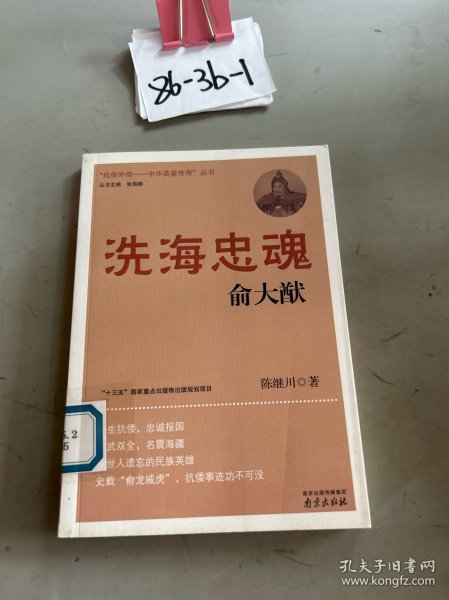 86-3b-1
“抵御外侮——中华英豪传奇”丛书
丛书主编 张海鹏
洗海忠魂
俞大猷
陈继川◎著
“十三五”国家重点出版物出版规划项目
生抗倭,忠诚报国
武双全,名震海疆
世人遗忘的民族英雄
史载“俞龙戚虎”,抗倭事迹功不可没
5.2
5
南京出版传媒集团
南京出版社
孔夫子旧书网
www.kongfz.com